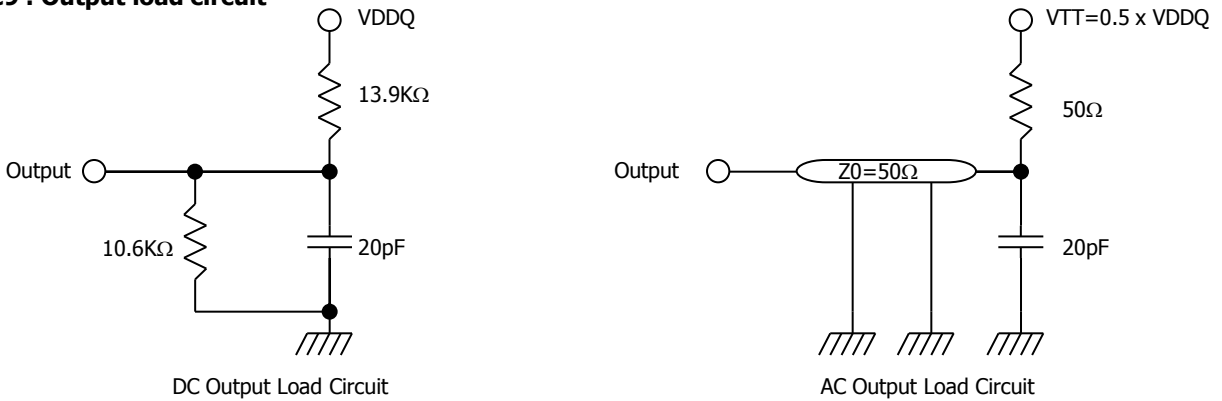 : Output load circuit
VDDQ
13.9KΩ
Output
10.6KΩ
20pF
DC Output Load Circuit
VTT=0.5 x VDDQ
50Ω
Output
Z0=50Ω
20pF
AC Output Load Circuit